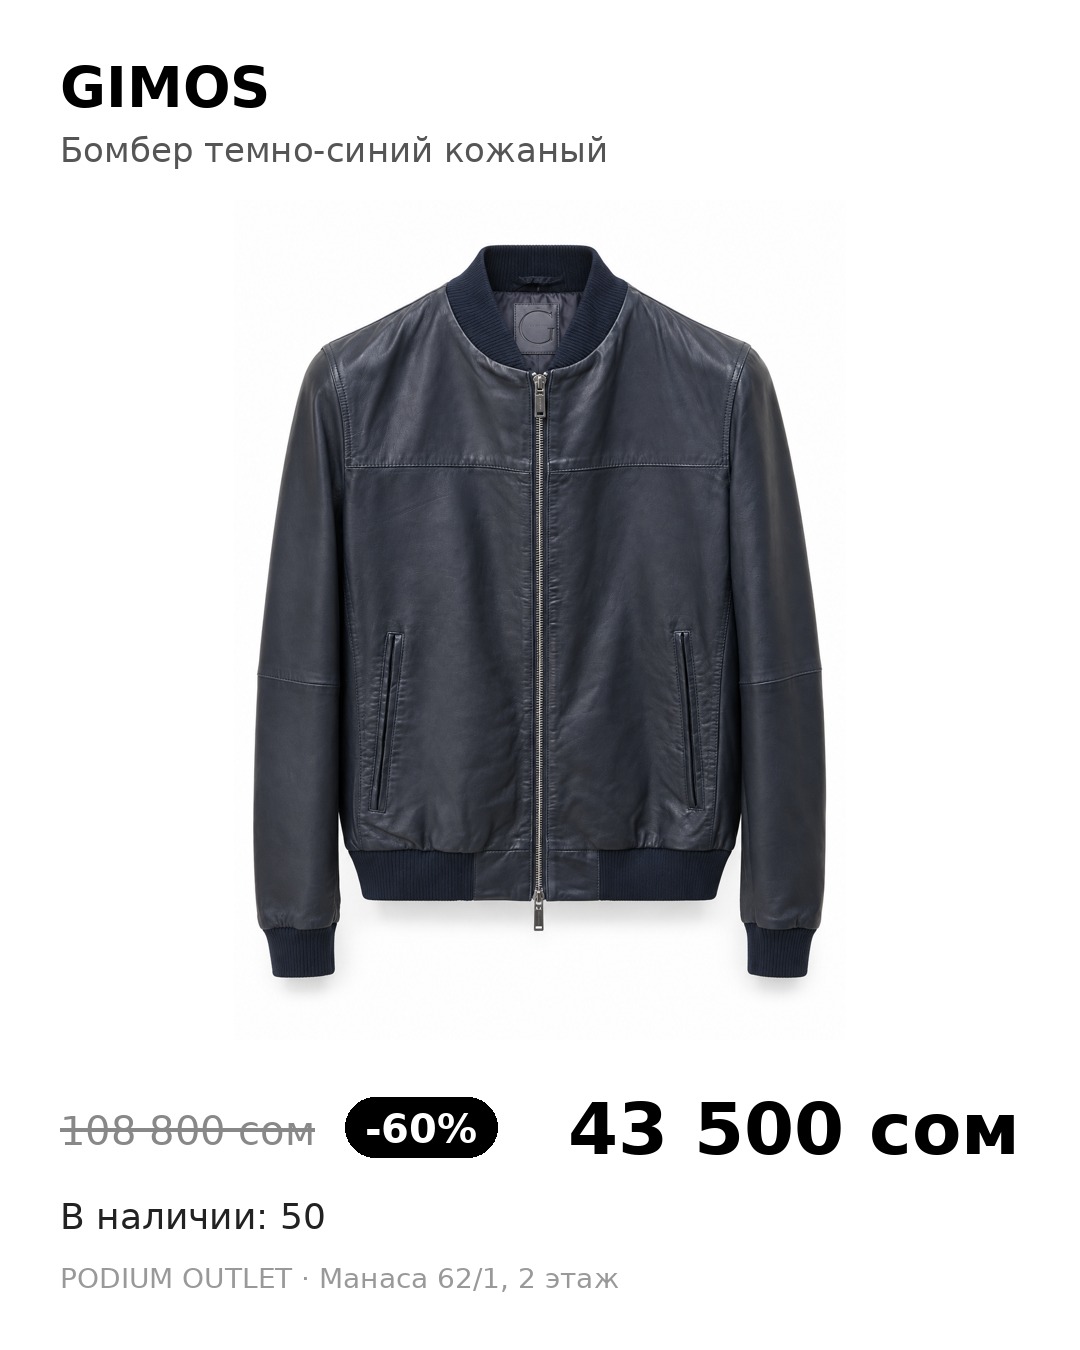 GIMOS
Бомбер темно-синий кожаный
G
108 800 сом -60% 43 500 сом
В наличии: 50
PODIUM OUTLET · Манаса 62/1, 2 этаж